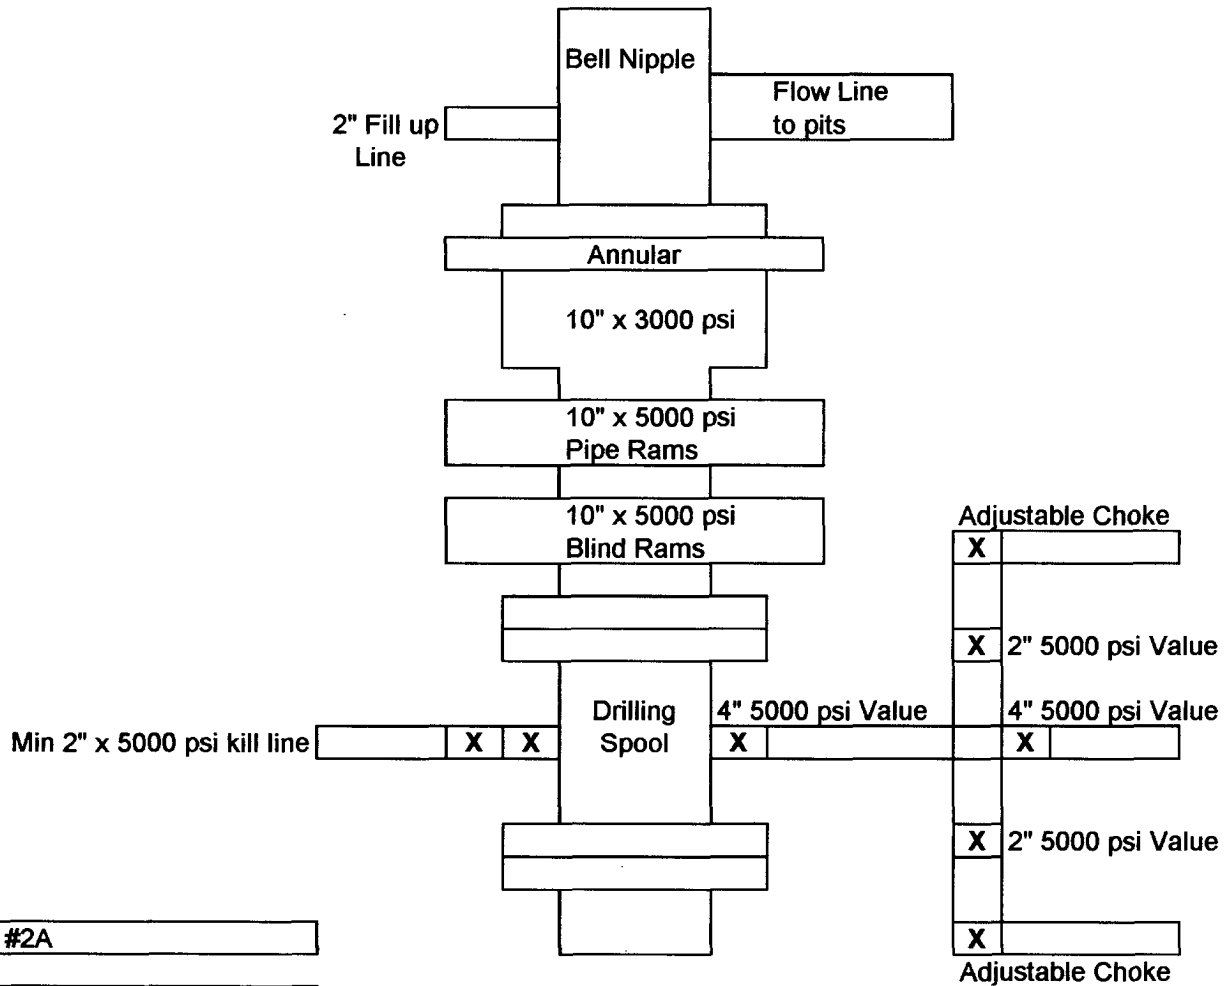 Bell Nipple
Flow Line
to pits
2" Fill up
Line
Annular
10" x 3000 psi
10" x 5000 psi
Pipe Rams
10" x 5000 psi
Blind Rams
Adjustable Choke
X
X 2" 5000 psi Value
Drilling
Spool
4" 5000 psi Value
4" 5000 psi Value
Min 2" x 5000 psi kill line
X X
X
X
X 2" 5000 psi Value
#2A
X
Adjustable Choke